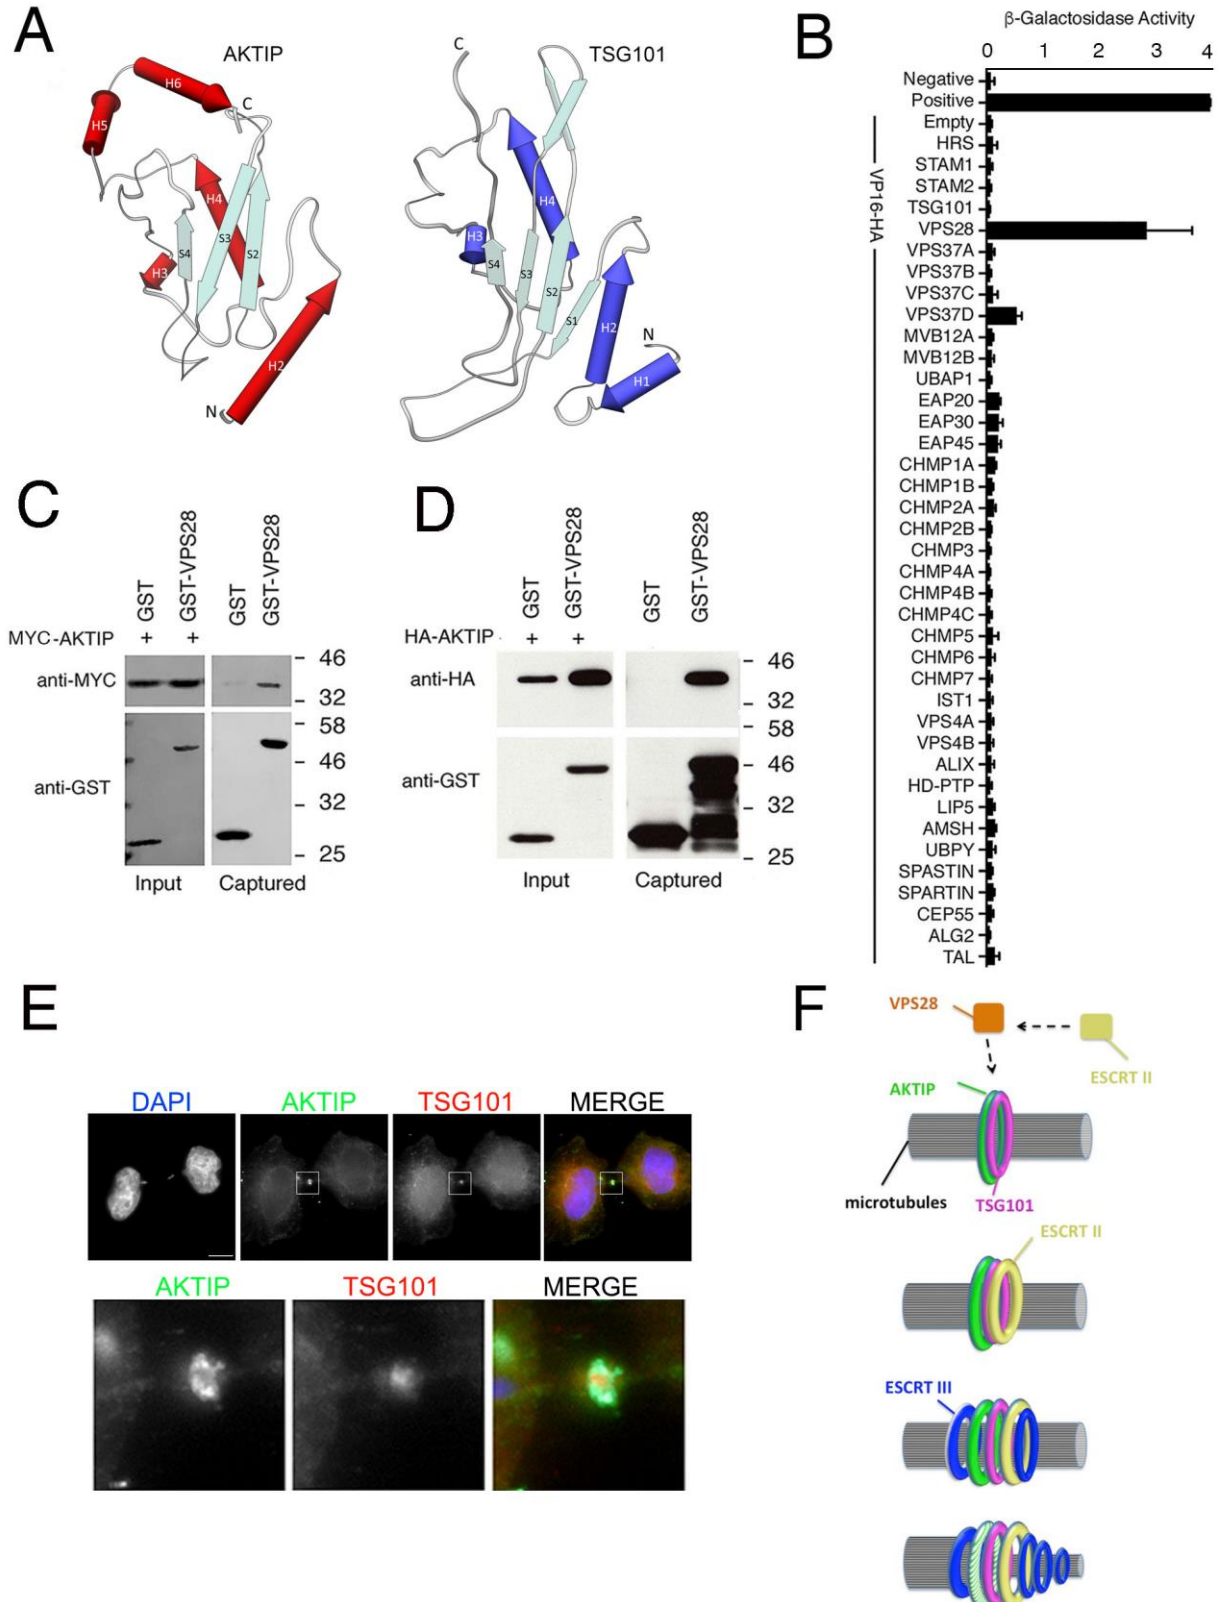 A
AKTIP
TSG101
H6
C
H5
H4
S3
S2
S4
H3
H2
N
C
H4
H3
S4
S3
S2
S1
H2
N
H1
B
β-Galactosidase Activity
0 1 2 3 4
Negative
Positive
VP16-HA
Empty
HRS
STAM1
STAM2
TSG101
VPS28
VPS37A
VPS37B
VPS37C
VPS37D
MVB12A
MVB12B
UBAP1
EAP20
EAP30
EAP45
CHMP1A
CHMP1B
CHMP2A
CHMP2B
CHMP3
CHMP4A
CHMP4B
CHMP4C
CHMP5
CHMP6
CHMP7
IST1
VPS4A
VPS4B
ALIX
HD-PTP
LIP5
AMSH
UBPY
SPASTIN
SPARTIN
CEP55
ALG2
TAL
C
GST
GST-VPS28
GST
GST-VPS28
MYC-AKTIP + +
anti-MYC
46
32
58
anti-GST
46
32
25
Input Captured
D
GST
GST-VPS28
GST
GST-VPS28
HA-AKTIP + +
anti-HA
46
32
58
anti-GST
46
32
25
Input Captured
E
DAPI AKTIP TSG101 MERGE
AKTIP TSG101 MERGE
F
VPS28
ESCRT II
AKTIP
microtubules
TSG101
ESCRT II
ESCRT III